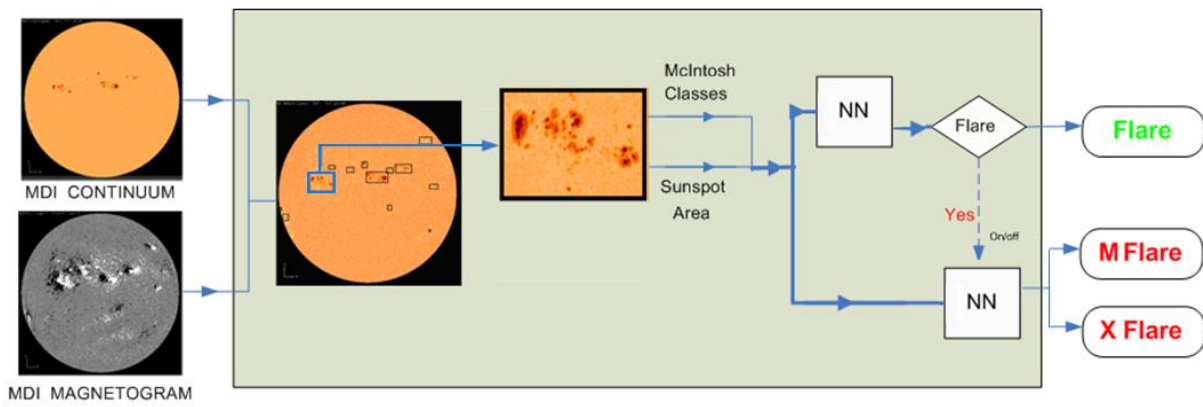 MDI CONTINUUM
MDI MAGNETOGRAM
McIntosh
Classes
Sunspot
Area
NN
Flare
Flare
Yes
On/off
NN
M Flare
X Flare